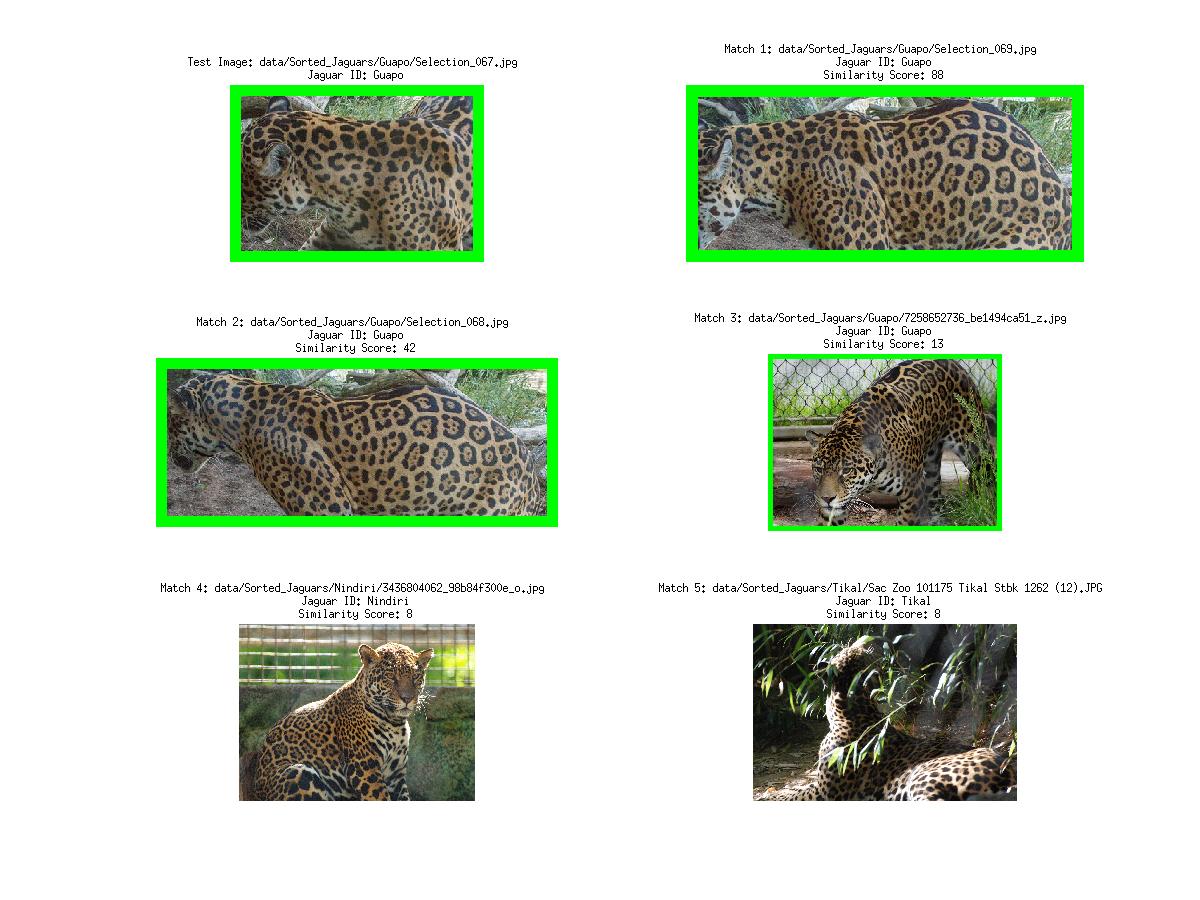 Test Image: data/Sorted_Jaguars/Guapo/Selection_067.jpg
Jaguar ID: Guapo
Match 1: data/Sorted_Jaguars/Guapo/Selection_069.jpg
Jaguar ID: Guapo
Similarity Score: 88
Match 2: data/Sorted_Jaguars/Guapo/Selection_068.jpg
Jaguar ID: Guapo
Similarity Score: 42
Match 3: data/Sorted_Jaguars/Guapo/7258652736_be1494ca51_z.jpg
Jaguar ID: Guapo
Similarity Score: 13
Match 4: data/Sorted_Jaguars/Nindiri/3436804062_98b84f300e_o.jpg
Jaguar ID: Nindiri
Similarity Score: 8
Match 5: data/Sorted_Jaguars/Tikal/Sac Zoo 101175 Tikal Stbk 1262 (12).JPG
Jaguar ID: Tikal
Similarity Score: 8